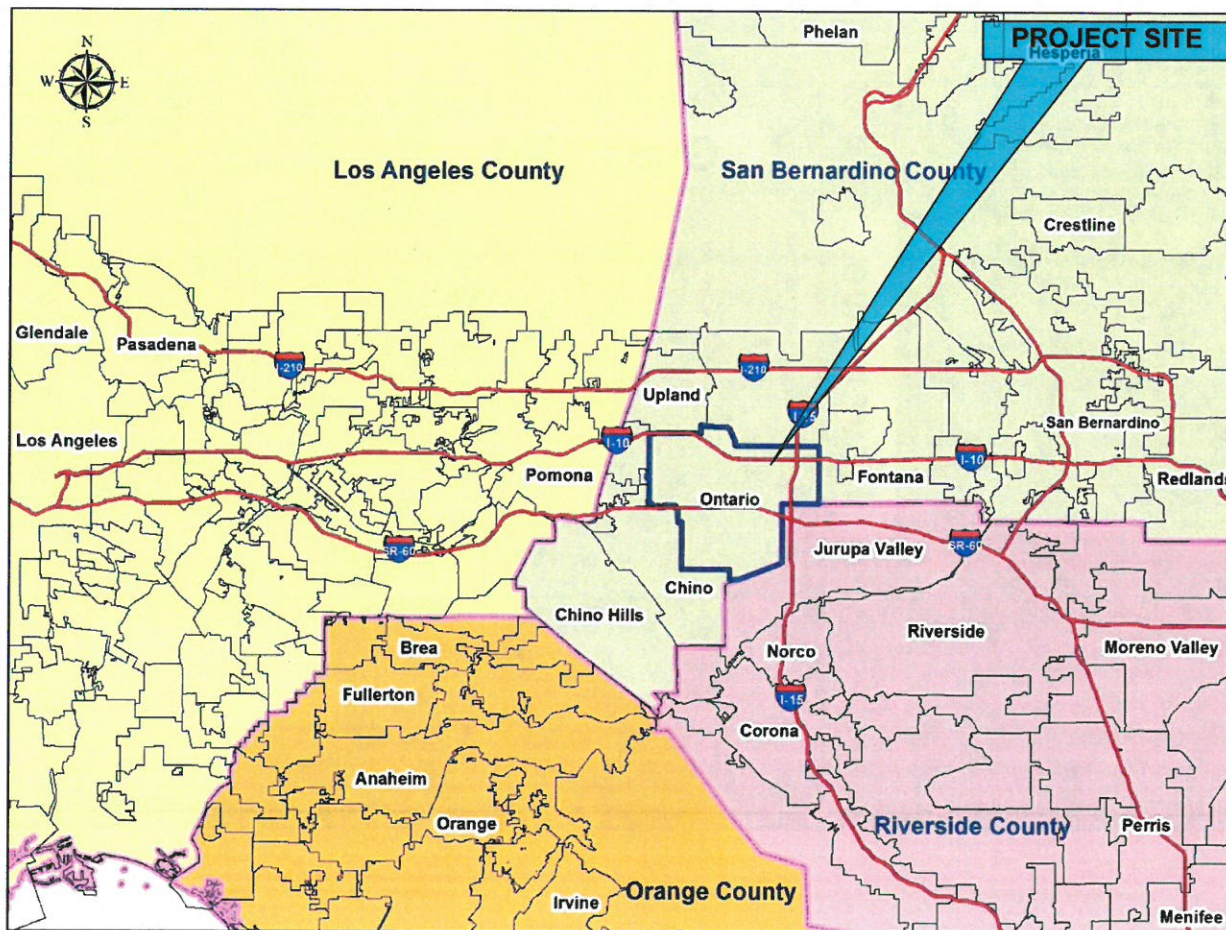 Phelan
PROJECT SITE
Hesperia
N
W E
S
Los Angeles County
San Bernardino County
Crestline
Glendale
Pasadena
I-210
Upland
I-210
I-15
Los Angeles
I-10
San Bernardino
Pomona
Ontario
Fontana
I-10
Redlands
SR-60
Jurupa Valley
SR-60
Chino
Chino Hills
Riverside
Moreno Valley
Brea
Norco
Fullerton
I-15
Corona
Anaheim
Orange
Riverside County
Perris
Orange County
Irvine
Menifee